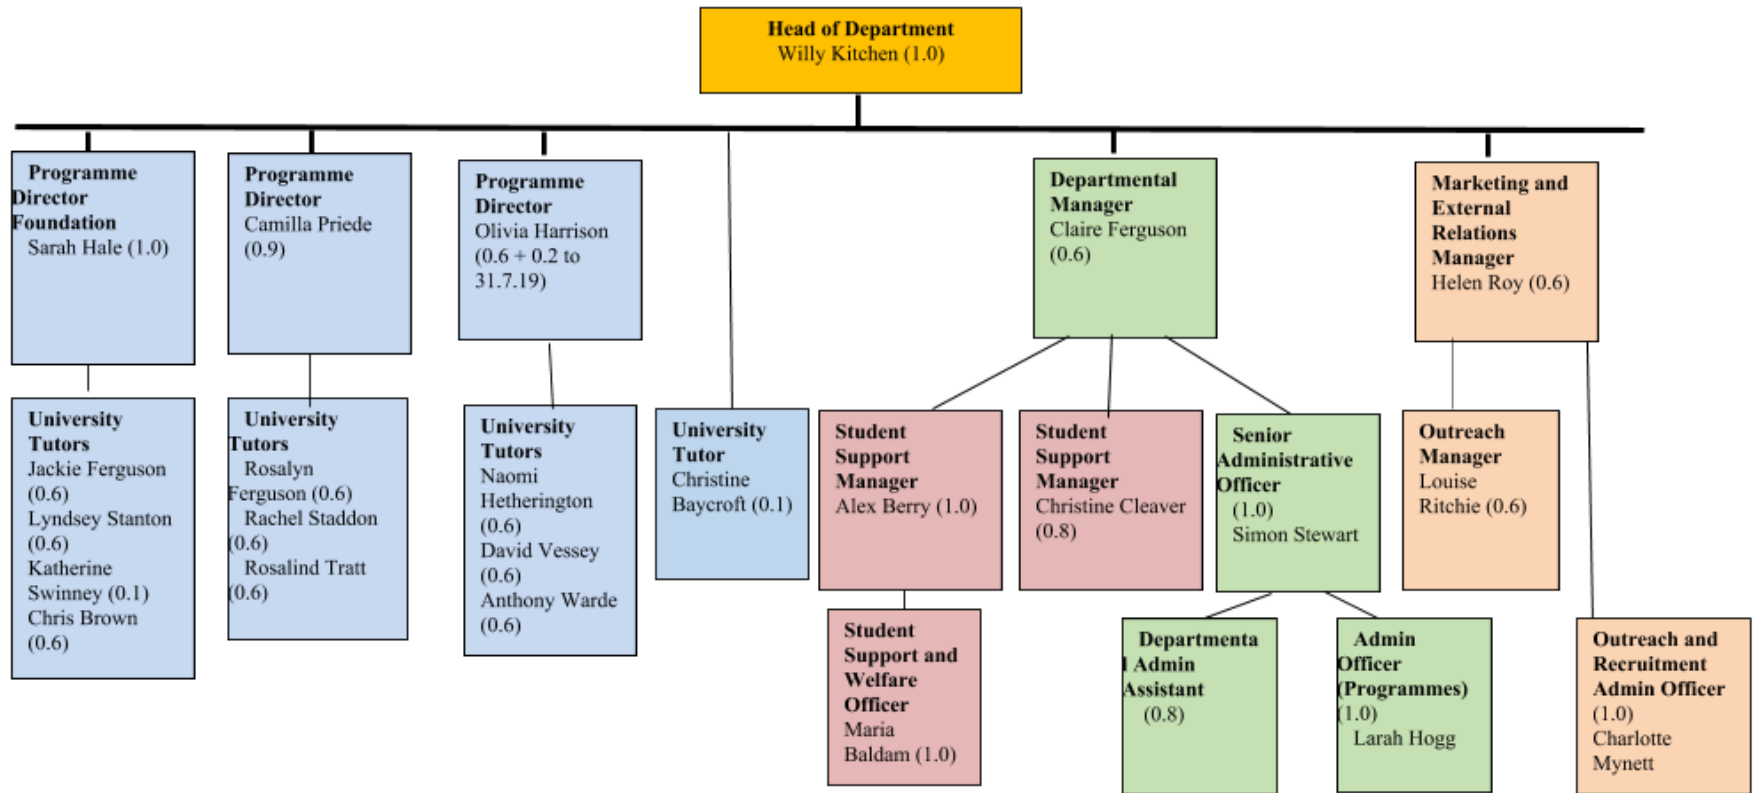 Head of Department
Willy Kitchen (1.0)
Programme
Director
Foundation
Sarah Hale (1.0)
Programme
Director
Camilla Priede
(0.9)
Programme
Director
Olivia Harrison
(0.6 + 0.2 to
31.7.19)
Departmental
Manager
Claire Ferguson
(0.6)
Marketing and
External
Relations
Manager
Helen Roy (0.6)
University
Tutors
Jackie Ferguson
(0.6)
Lyndsey Stanton
(0.6)
Katherine
Swinney (0.1)
Chris Brown
(0.6)
University
Tutors
Rosalyn
Ferguson (0.6)
Rachel Staddon
(0.6)
Rosalind Tratt
(0.6)
University
Tutors
Naomi
Hetherington
(0.6)
David Vessey
(0.6)
Anthony Warde
(0.6)
University
Tutor
Christine
Baycroft (0.1)
Student
Support
Manager
Alex Berry (1.0)
Student
Support
Manager
Christine Cleaver
(0.8)
Senior
Administrative
Officer
(1.0)
Simon Stewart
Outreach
Manager
Louise
Ritchie (0.6)
Student
Support and
Welfare
Officer
Maria
Baldam (1.0)
Departmenta
l Admin
Assistant
(0.8)
Admin
Officer
(Programmes)
(1.0)
Larah Hogg
Outreach and
Recruitment
Admin Officer
(1.0)
Charlotte
Mynett